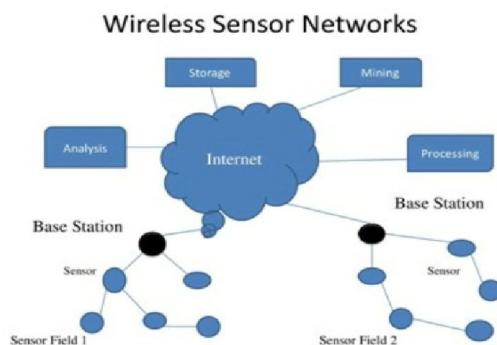 Wireless Sensor Networks
Storage
Mining
Analysis
Internet
Processing
Base Station
Base Station
Sensor
Sensor
Sensor Field 1
Sensor Field 2